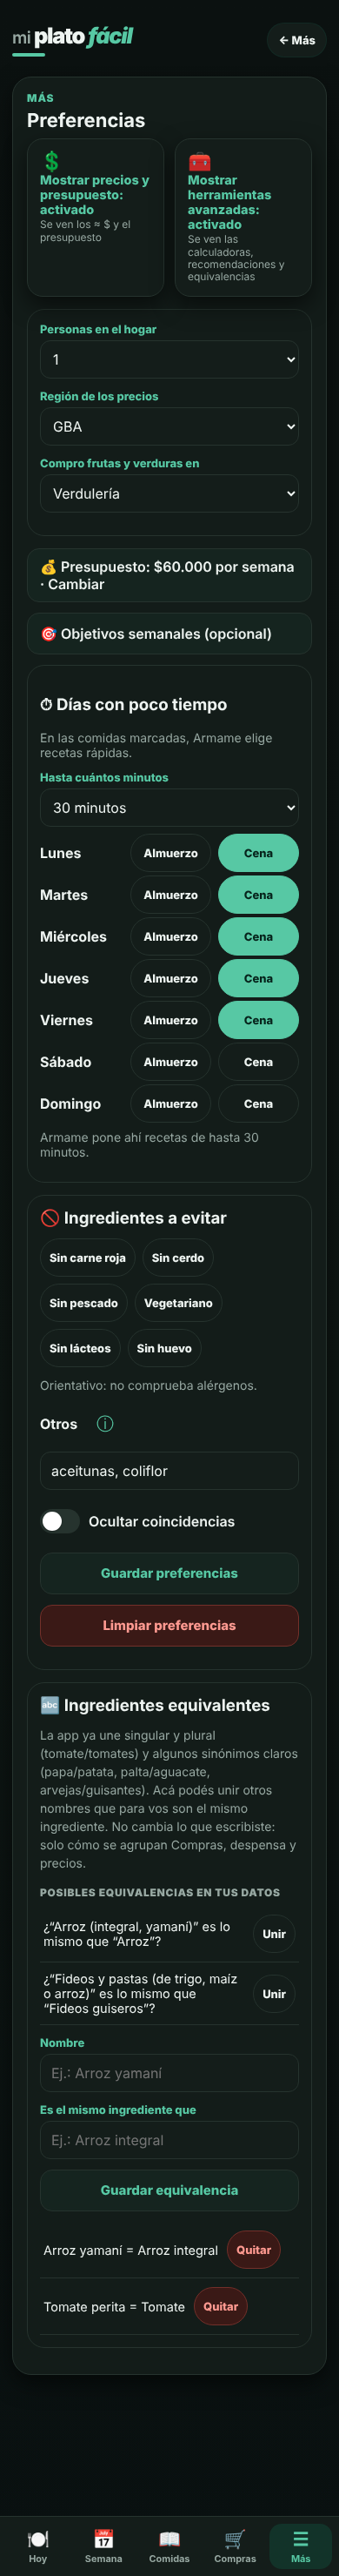 mi plato fácil
← Más
MÁS
Preferencias
Mostrar precios y
presupuesto:
activado
Se ven los ≈ $ y el
presupuesto
Mostrar
herramientas
avanzadas:
activado
Se ven las
calculadoras,
recomendaciones y
equivalencias
Personas en el hogar
1
Región de los precios
GBA
Compro frutas y verduras en
Verdulería
💰 Presupuesto: $60.000 por semana
· Cambiar
🎯 Objetivos semanales (opcional)
⏱ Días con poco tiempo
En las comidas marcadas, Armame elige
recetas rápidas.
Hasta cuántos minutos
30 minutos
Lunes Almuerzo Cena
Martes Almuerzo Cena
Miércoles Almuerzo Cena
Jueves Almuerzo Cena
Viernes Almuerzo Cena
Sábado Almuerzo Cena
Domingo Almuerzo Cena
Armame pone ahí recetas de hasta 30
minutos.
🚫 Ingredientes a evitar
Sin carne roja Sin cerdo
Sin pescado Vegetariano
Sin lácteos Sin huevo
Orientativo: no comprueba alérgenos.
Otros ⓘ
aceitunas, coliflor
Ocultar coincidencias
Guardar preferencias
Limpiar preferencias
🔤 Ingredientes equivalentes
La app ya une singular y plural
(tomate/tomates) y algunos sinónimos claros
(papa/patata, palta/aguacate,
arvejas/guisantes). Acá podés unir otros
nombres que para vos son el mismo
ingrediente. No cambia lo que escribiste:
solo cómo se agrupan Compras, despensa y
precios.
POSIBLES EQUIVALENCIAS EN TUS DATOS
¿“Arroz (integral, yamaní)” es lo
mismo que “Arroz”?
Unir
¿“Fideos y pastas (de trigo, maíz
o arroz)” es lo mismo que
“Fideos guiseros”?
Unir
Nombre
Ej.: Arroz yamaní
Es el mismo ingrediente que
Ej.: Arroz integral
Guardar equivalencia
Arroz yamaní = Arroz integral Quitar
Tomate perita = Tomate Quitar
Hoy Semana Comidas Compras Más